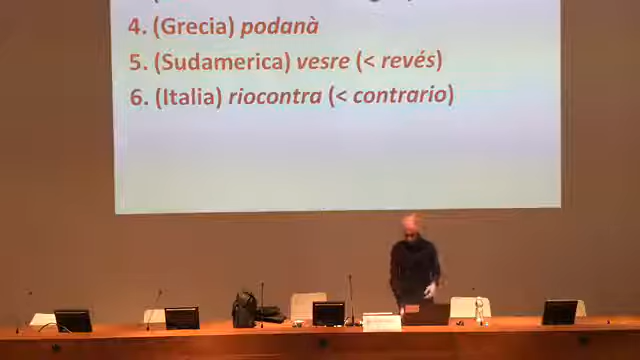 4. (Grecia) podanà
5. (Sudamerica) vesre (< revés)
6. (Italia) riocontra (< contrario)